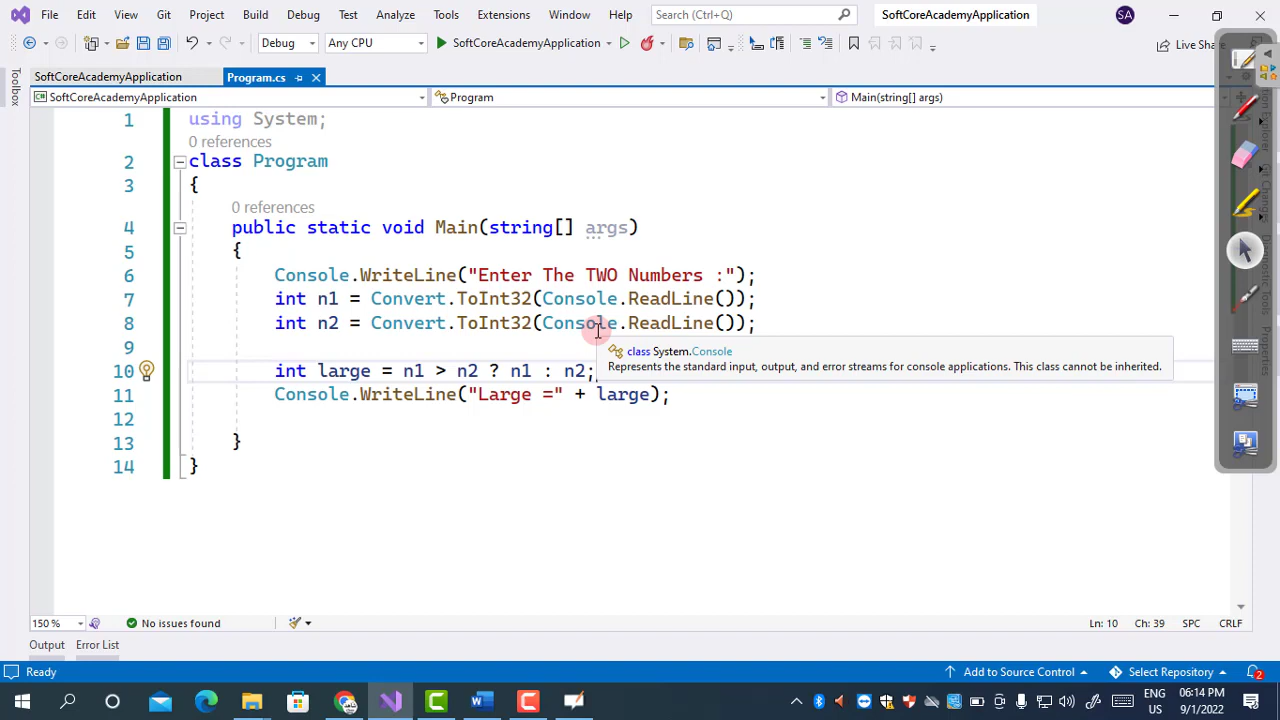 File Edit View Git Project Build Debug Test Analyze Tools Extensions Window Help Search (Ctrl+Q) SoftCoreAcademyApplication SA
Debug Any CPU SoftCoreAcademyApplication Live Share
Toolbox
SoftCoreAcademyApplication Program.cs
SoftCoreAcademyApplication Program Main(string[] args)
1 using System;
0 references
2 class Program
3 {
0 references
4 public static void Main(string[] args)
5 {
6 Console.WriteLine("Enter The TWO Numbers :");
7 int n1 = Convert.ToInt32(Console.ReadLine());
8 int n2 = Convert.ToInt32(Console.ReadLine());
9
class System.Console
Represents the standard input, output, and error streams for console applications. This class cannot be inherited.
10 int large = n1 > n2 ? n1 : n2;
11 Console.WriteLine("Large =" + large);
12
13 }
14 }
150 % No issues found Ln: 10 Ch: 39 SPC CRLF
Output Error List
Ready Add to Source Control Select Repository 2
ENG 06:14 PM
US 9/1/2022